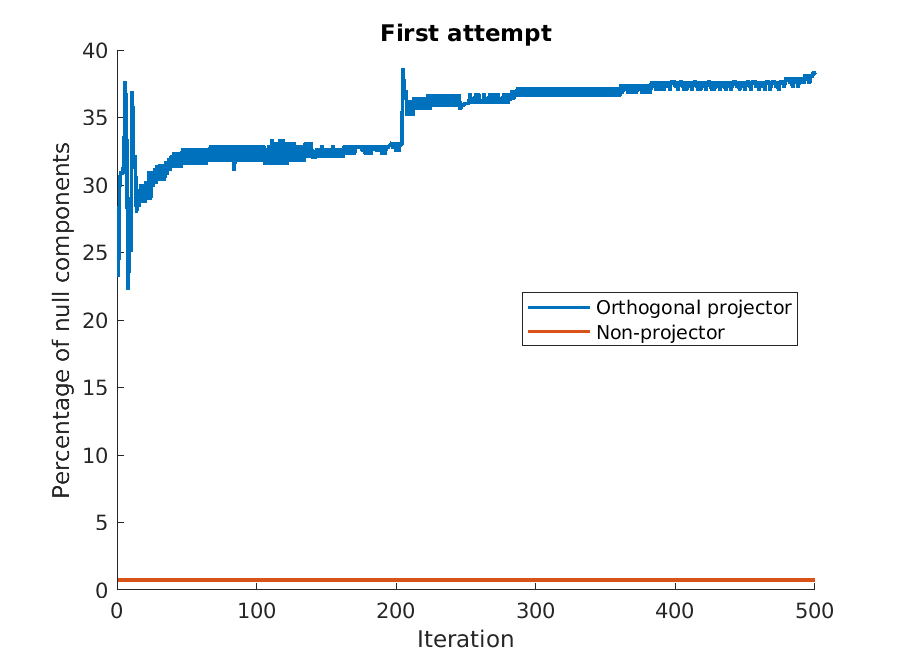 First attempt
40
35
30
25
20
15
10
5
0
Percentage of null components
Orthogonal projector
Non-projector
0 100 200 300 400 500
Iteration